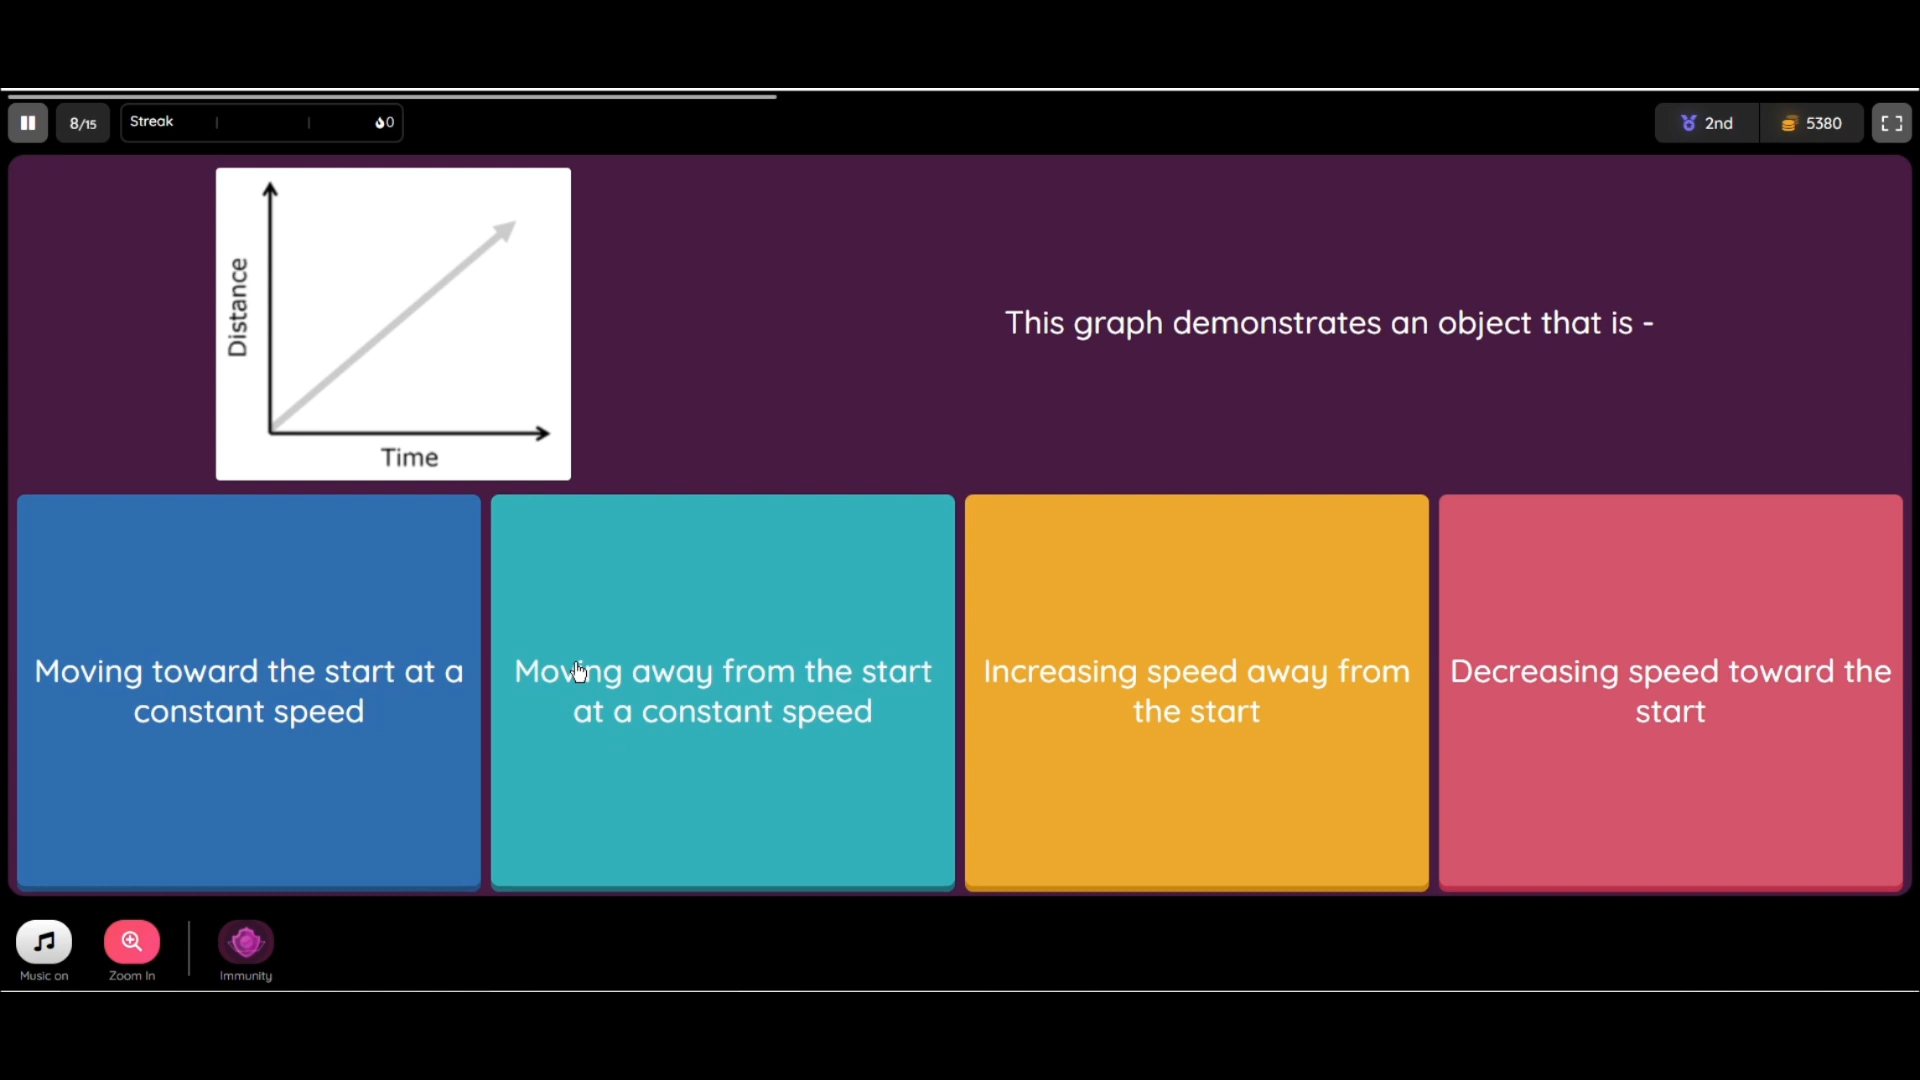 8/15
Streak
0
2nd
5380
Distance
Time
This graph demonstrates an object that is -
Moving toward the start at a
constant speed
Moving away from the start
at a constant speed
Increasing speed away from
the start
Decreasing speed toward the
start
Music on
Zoom In
Immunity